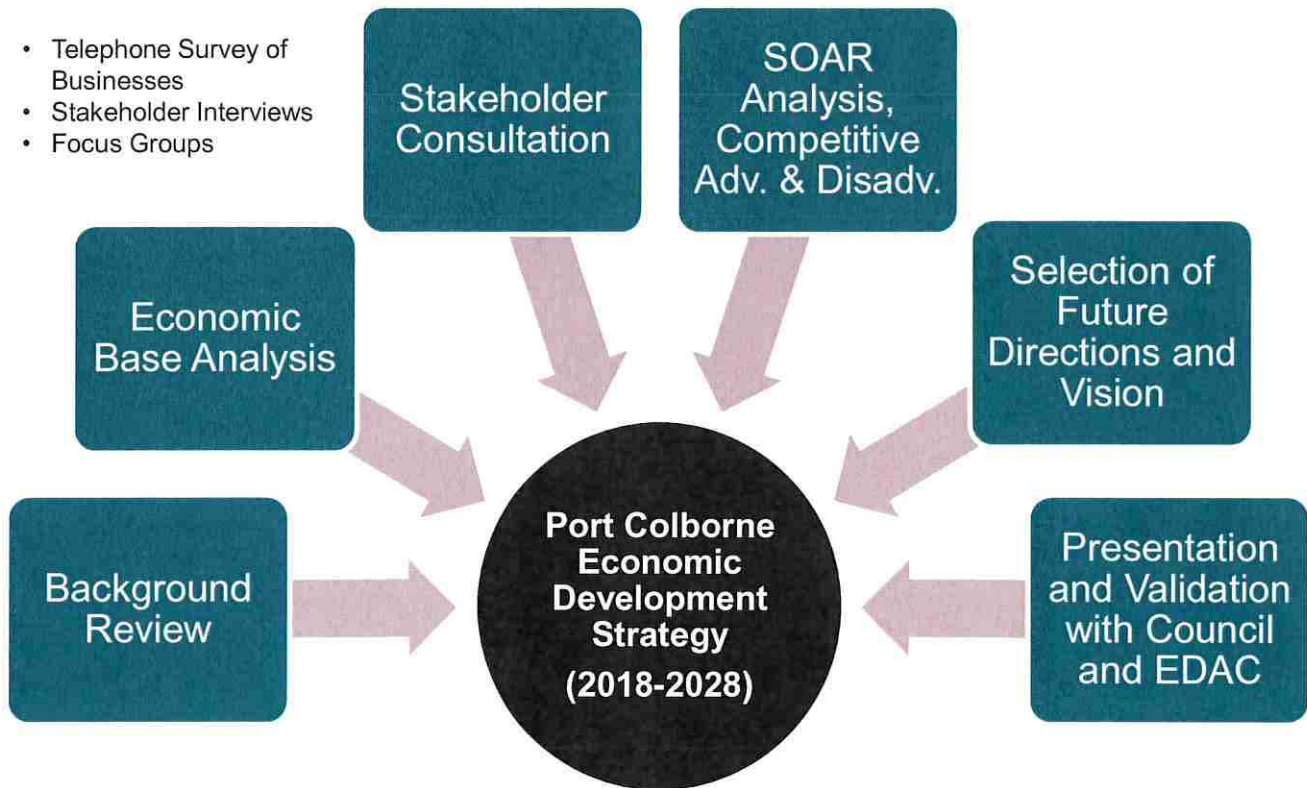 • Telephone Survey of
Businesses
• Stakeholder Interviews
• Focus Groups
Stakeholder
Consultation
SOAR
Analysis,
Competitive
Adv. & Disadv.
Economic
Base Analysis
Selection of
Future
Directions and
Vision
Background
Review
Port Colborne
Economic
Development
Strategy
(2018-2028)
Presentation
and Validation
with Council
and EDAC